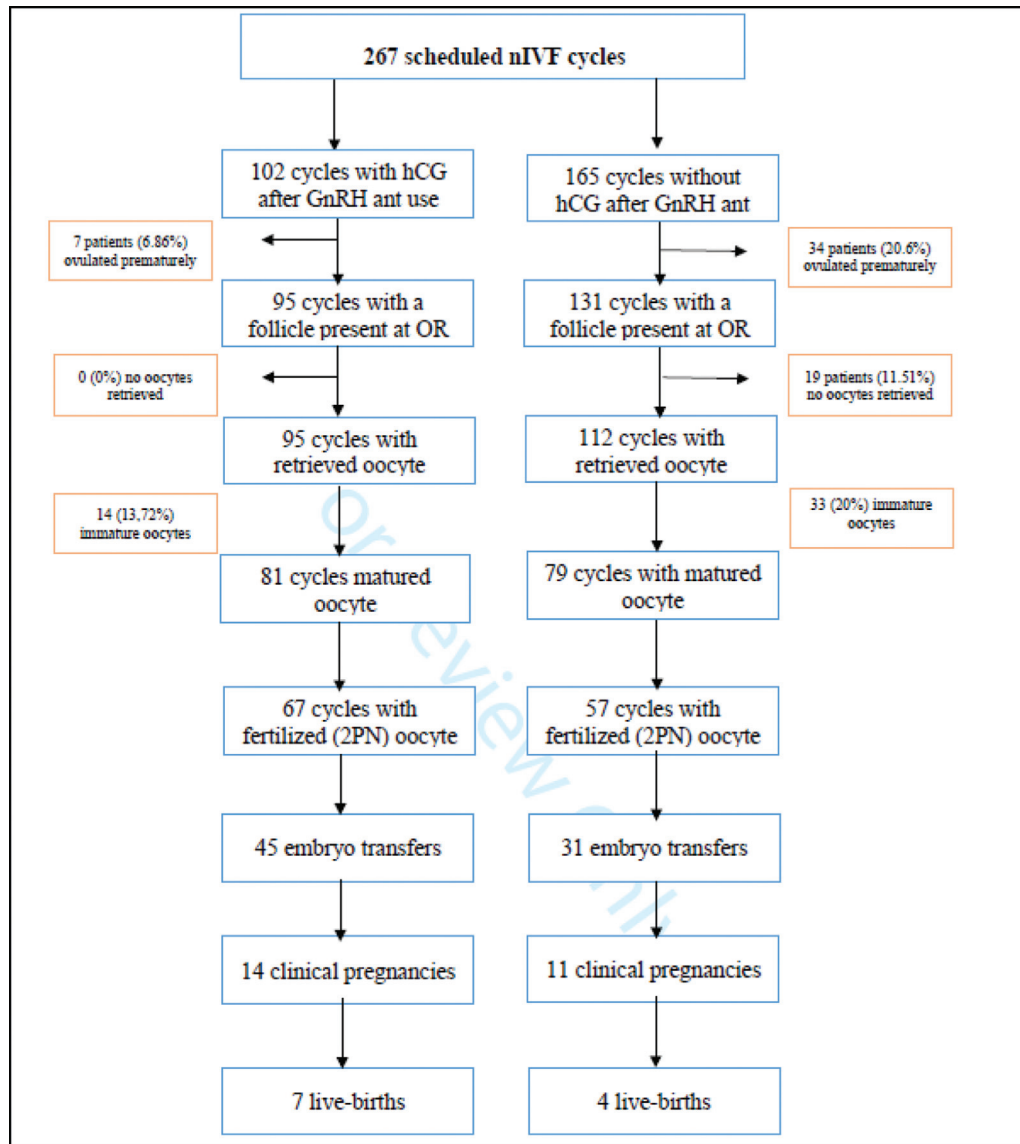 267 scheduled nIVF cycles
102 cycles with hCG
after GnRH ant use
165 cycles without
hCG after GnRH ant
7 patients (6.86%)
ovulated prematurely
34 patients (20.6%)
ovulated prematurely
95 cycles with a
follicle present at OR
131 cycles with a
follicle present at OR
0 (0%) no oocytes
retrieved
19 patients (11.51%)
no oocytes retrieved
95 cycles with
retrieved oocyte
112 cycles with
retrieved oocyte
14 (13,72%)
immature oocytes
33 (20%) immature
oocytes
81 cycles matured
oocyte
79 cycles with matured
oocyte
67 cycles with
fertilized (2PN) oocyte
57 cycles with
fertilized (2PN) oocyte
45 embryo transfers
31 embryo transfers
14 clinical pregnancies
11 clinical pregnancies
7 live-births
4 live-births